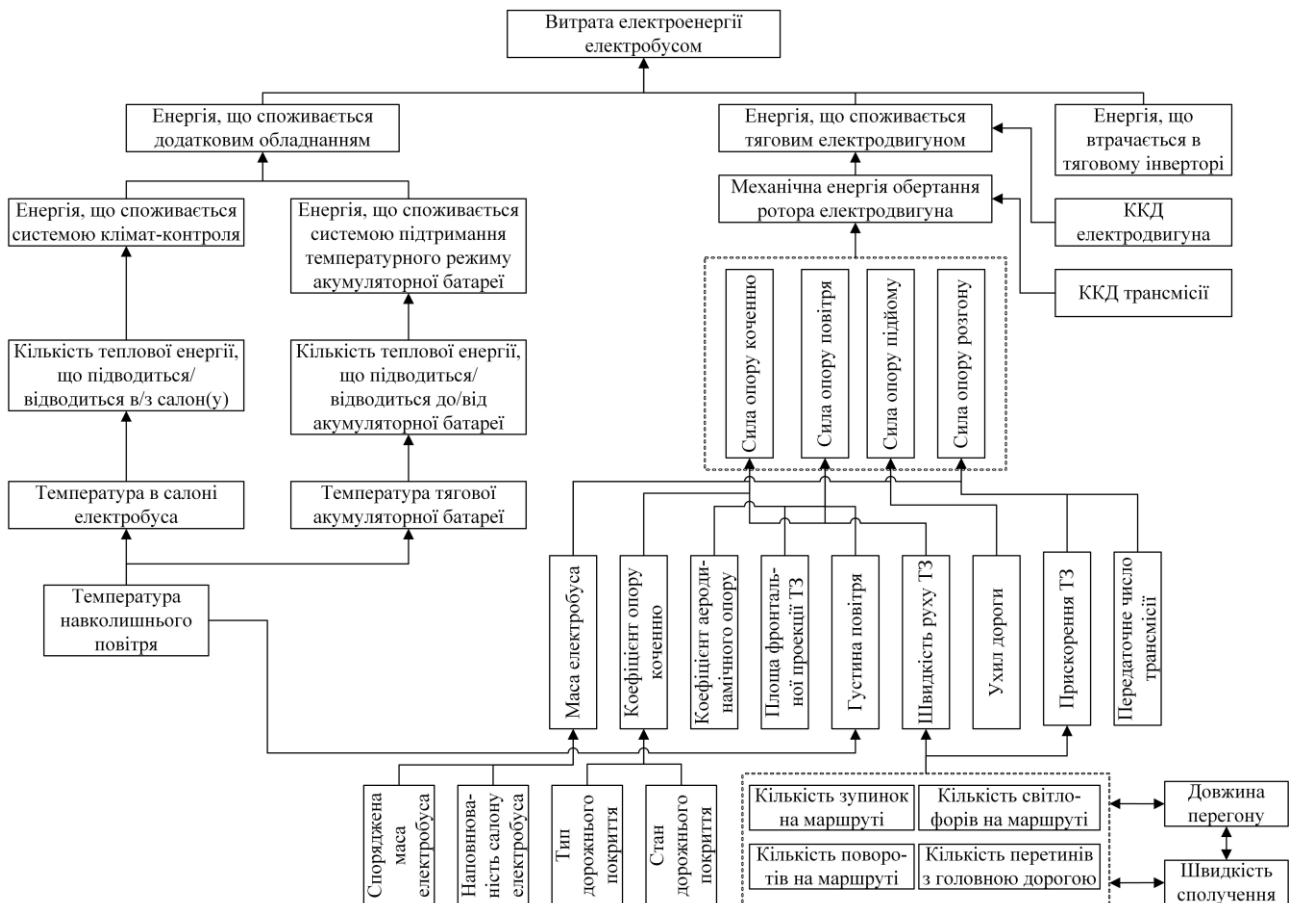 Витрата електроенергії
електробусом
Енергія, що споживається
додатковим обладнанням
Енергія, що споживається
тяговим електродвигуном
Енергія, що
втрачається в
тяговому інверторі
Енергія, що споживається
системою клімат-контроля
Енергія, що споживається
системою підтримання
температурного режиму
акумуляторної батареї
Механічна енергія обертання
ротора електродвигуна
ККД
електродвигуна
ККД трансмісії
Кількість теплової енергії,
що підводиться/
відводиться в/з салон(у)
Кількість теплової енергії,
що підводиться/
відводиться до/від
акумуляторної батареї
Сила опору коченню
Сила опору повітря
Сила опору підйому
Сила опору розгону
Температура в салоні
електробуса
Температура тягової
акумуляторної батареї
Температура
навколишнього
повітря
Маса електробуса
Коефіцієнт опору
коченню
Коефіцієнт аероди-
намічного опору
Площа фронталь-
ної проекції ТЗ
Густина повітря
Швидкість руху ТЗ
Ухил дороги
Прискорення ТЗ
Передаточне число
трансмісії
Споряджена
маса
електробуса
Наповнюва-
ність салону
електробуса
Тип
дорожнього
покриття
Стан
дорожнього
покриття
Кількість зупинок
на маршруті
Кількість світло-
форів на маршруті
Кількість поворо-
тів на маршруті
Кількість перетинів
з головною дорогою
Довжина
перегону
Швидкість
сполучення